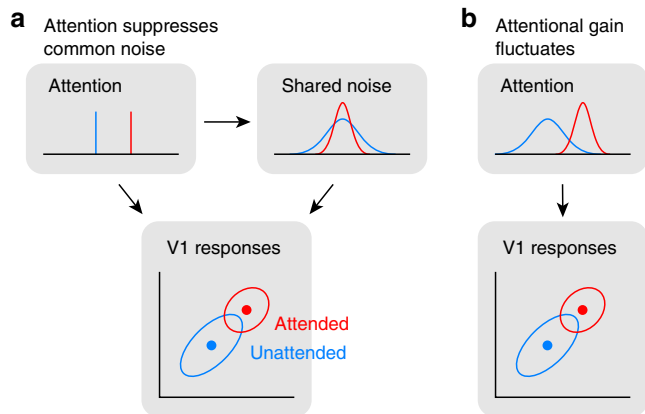 a
Attention suppresses
common noise
Attention
Shared noise
V1 responses
Attended
Unattended
b
Attentional gain
fluctuates
Attention
V1 responses